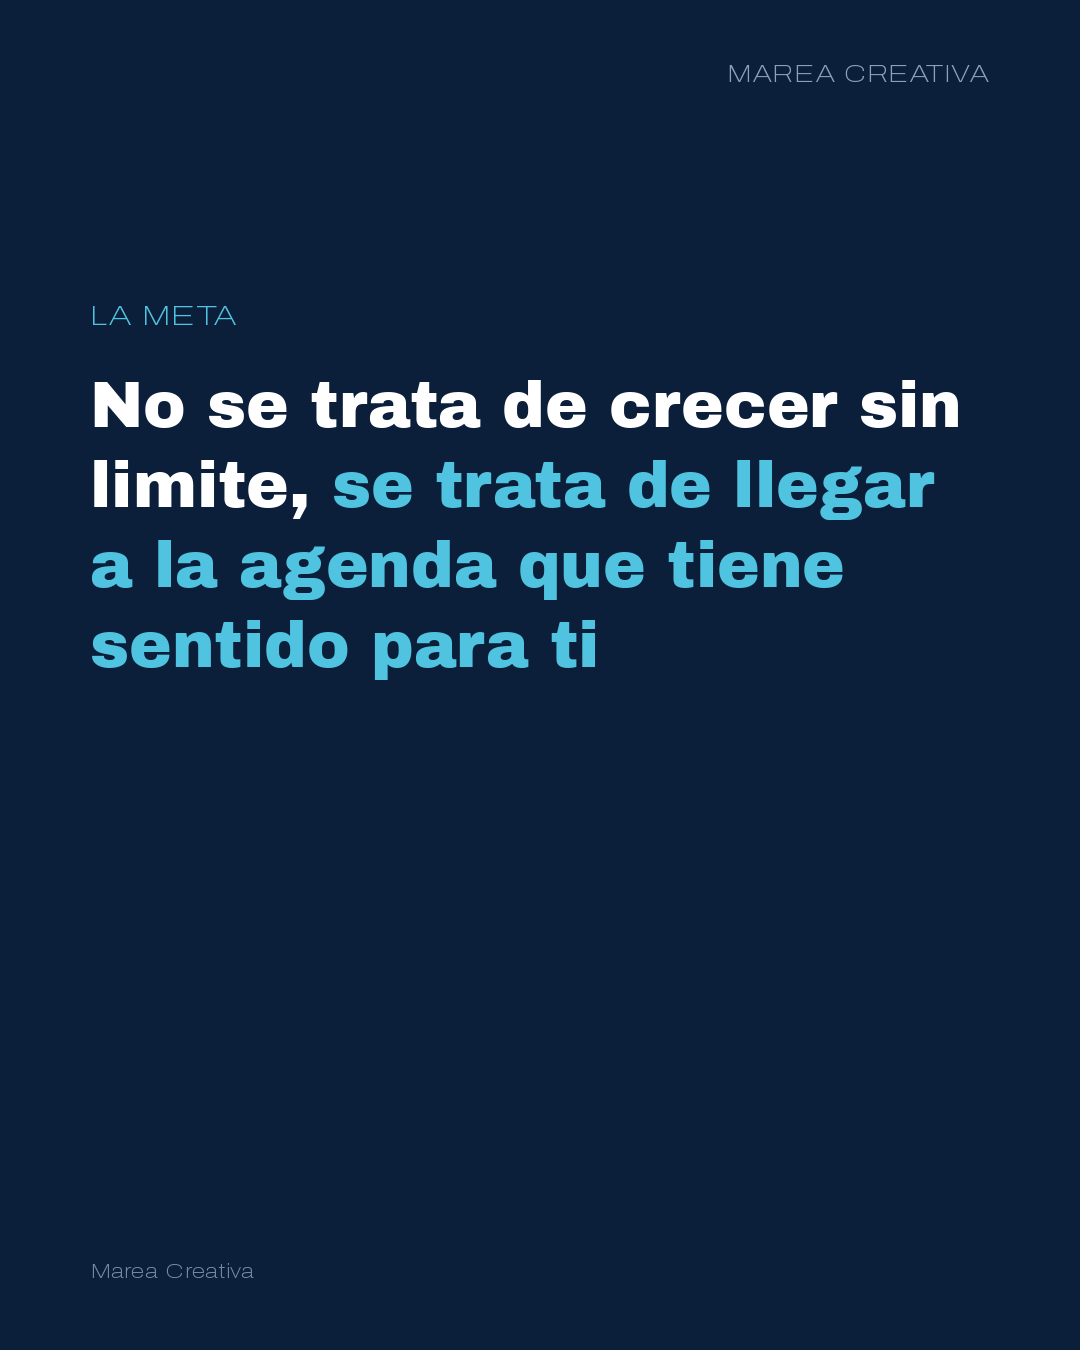 MAREA CREATIVA
LA META
No se trata de crecer sin
limite, se trata de llegar
a la agenda que tiene
sentido para ti
Marea Creativa